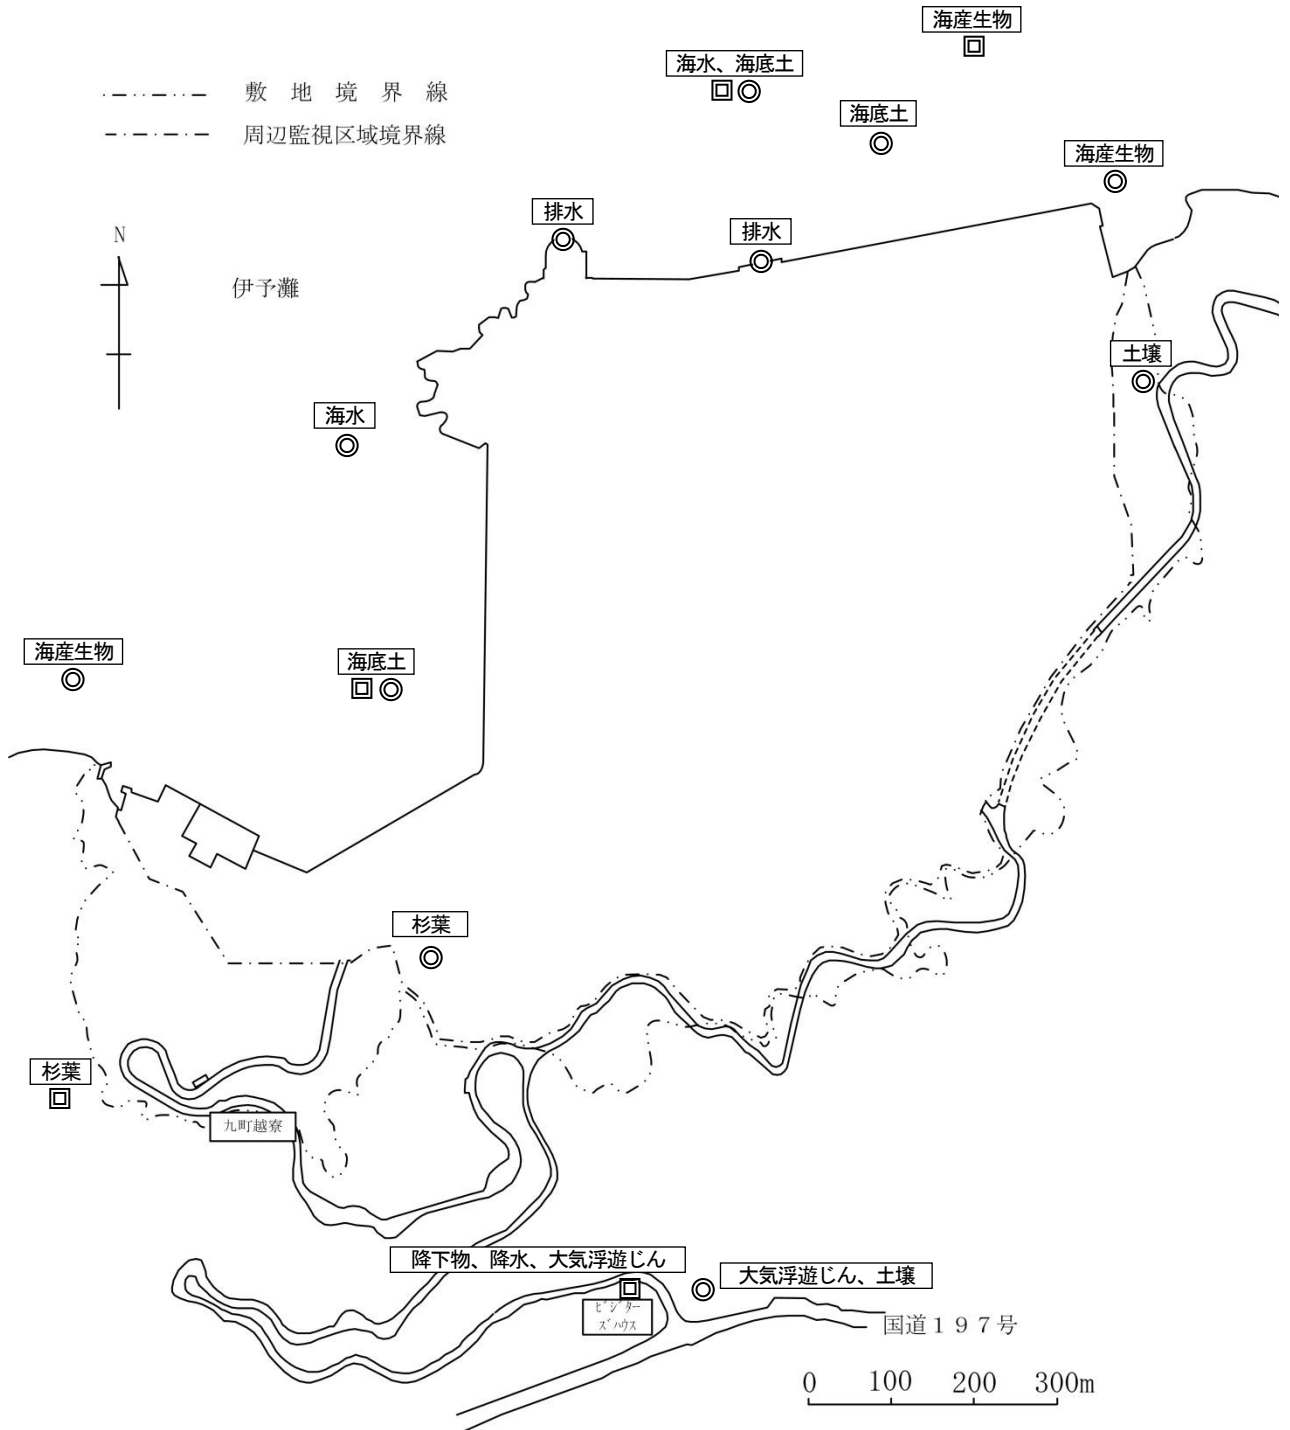 海産生物
海水、海底土
敷地境界線
海底土
周辺監視区域境界線
海産生物
排水
排水
N
伊予灘
土壌
海水
海産生物
海底土
杉葉
杉葉
九町越寮
降下物、降水、大気浮遊じん
大気浮遊じん、土壌
ビジター
ズハウス
国道197号
0 100 200 300m